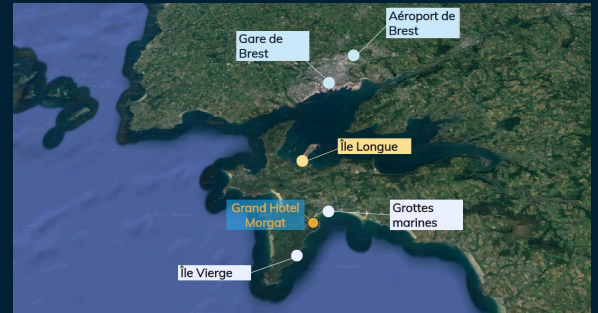 Aéroport de
Brest
Gare de
Brest
Île Longue
Grand Hotel
Morgat
Grottes
marines
Île Vierge